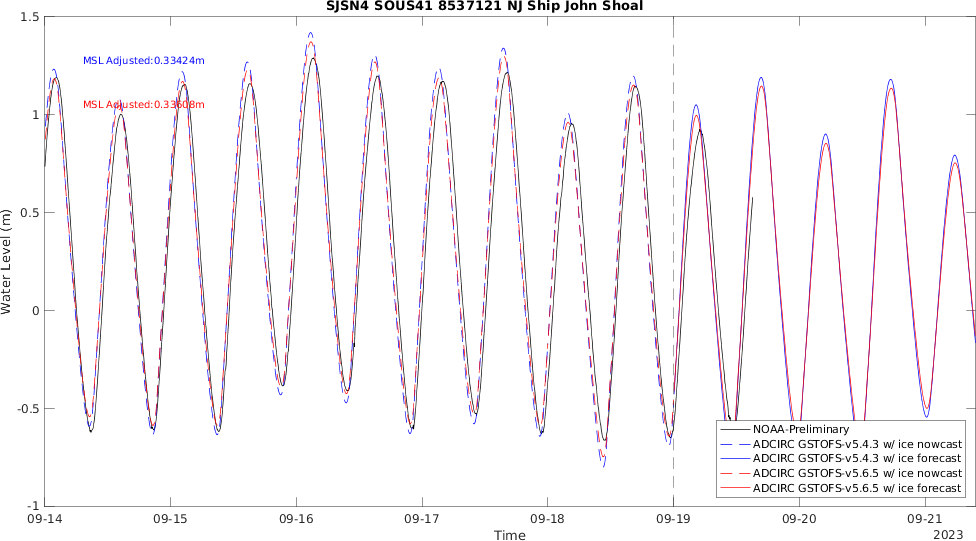 SJSN4 SOUS41 8537121 NJ Ship John Shoal
1.5
1
0.5
0
-0.5
-1
Water Level (m)
MSL Adjusted:0.33424m
MSL Adjusted:0.33608m
NOAA-Preliminary
ADCIRC GSTOFS-v5.4.3 w/ ice nowcast
ADCIRC GSTOFS-v5.4.3 w/ ice forecast
ADCIRC GSTOFS-v5.6.5 w/ ice nowcast
ADCIRC GSTOFS-v5.6.5 w/ ice forecast
09-14 09-15 09-16 09-17 09-18 09-19 09-20 09-21
Time
2023